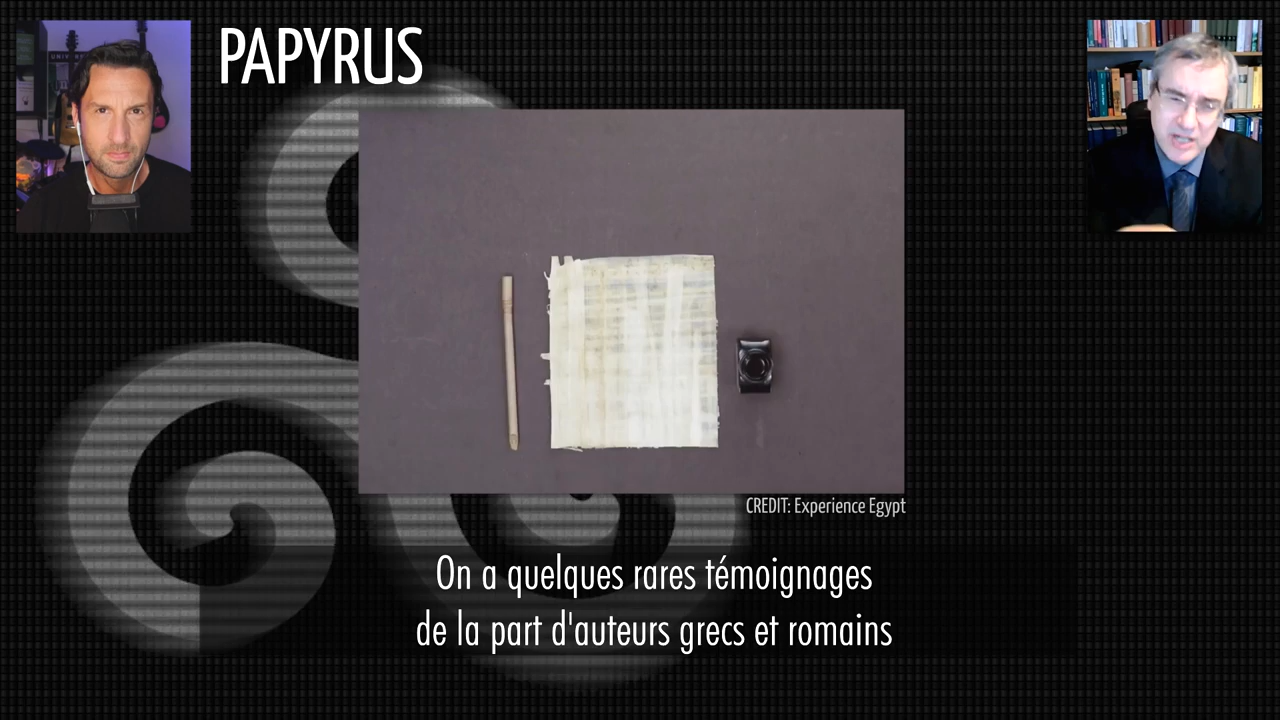 PAPYRUS
CREDIT: Experience Egypt
On a quelques rares témoignages
de la part d'auteurs grecs et romains